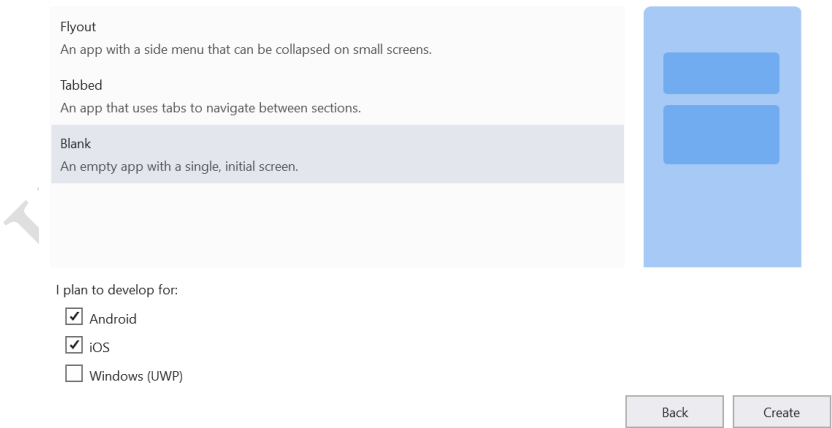 Flyout
An app with a side menu that can be collapsed on small screens.
Tabbed
An app that uses tabs to navigate between sections.
Blank
An empty app with a single, initial screen.
I plan to develop for:
Android
iOS
Windows (UWP)
Back
Create